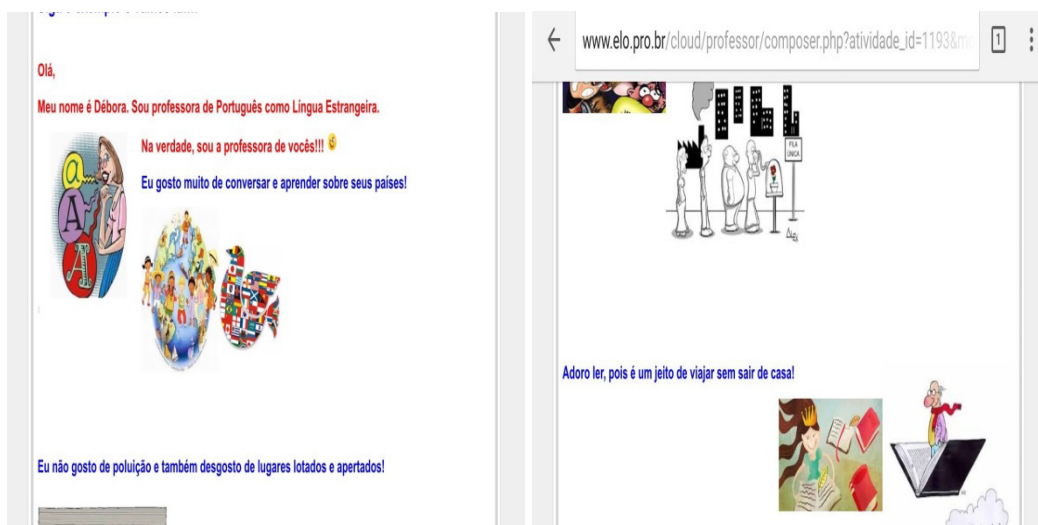 Olá,
Meu nome é Débora. Sou professora de Português como Língua Estrangeira.
Na verdade, sou a professora de vocês!!!
Eu gosto muito de conversar e aprender sobre seus países!
Eu não gosto de poluição e também desgosto de lugares lotados e apertados!
www.elo.pro.br/cloud/professor/composer.php?atividade_id=1193&m
1
FILA
ÚNICA
Adoro ler, pois é um jeito de viajar sem sair de casa!